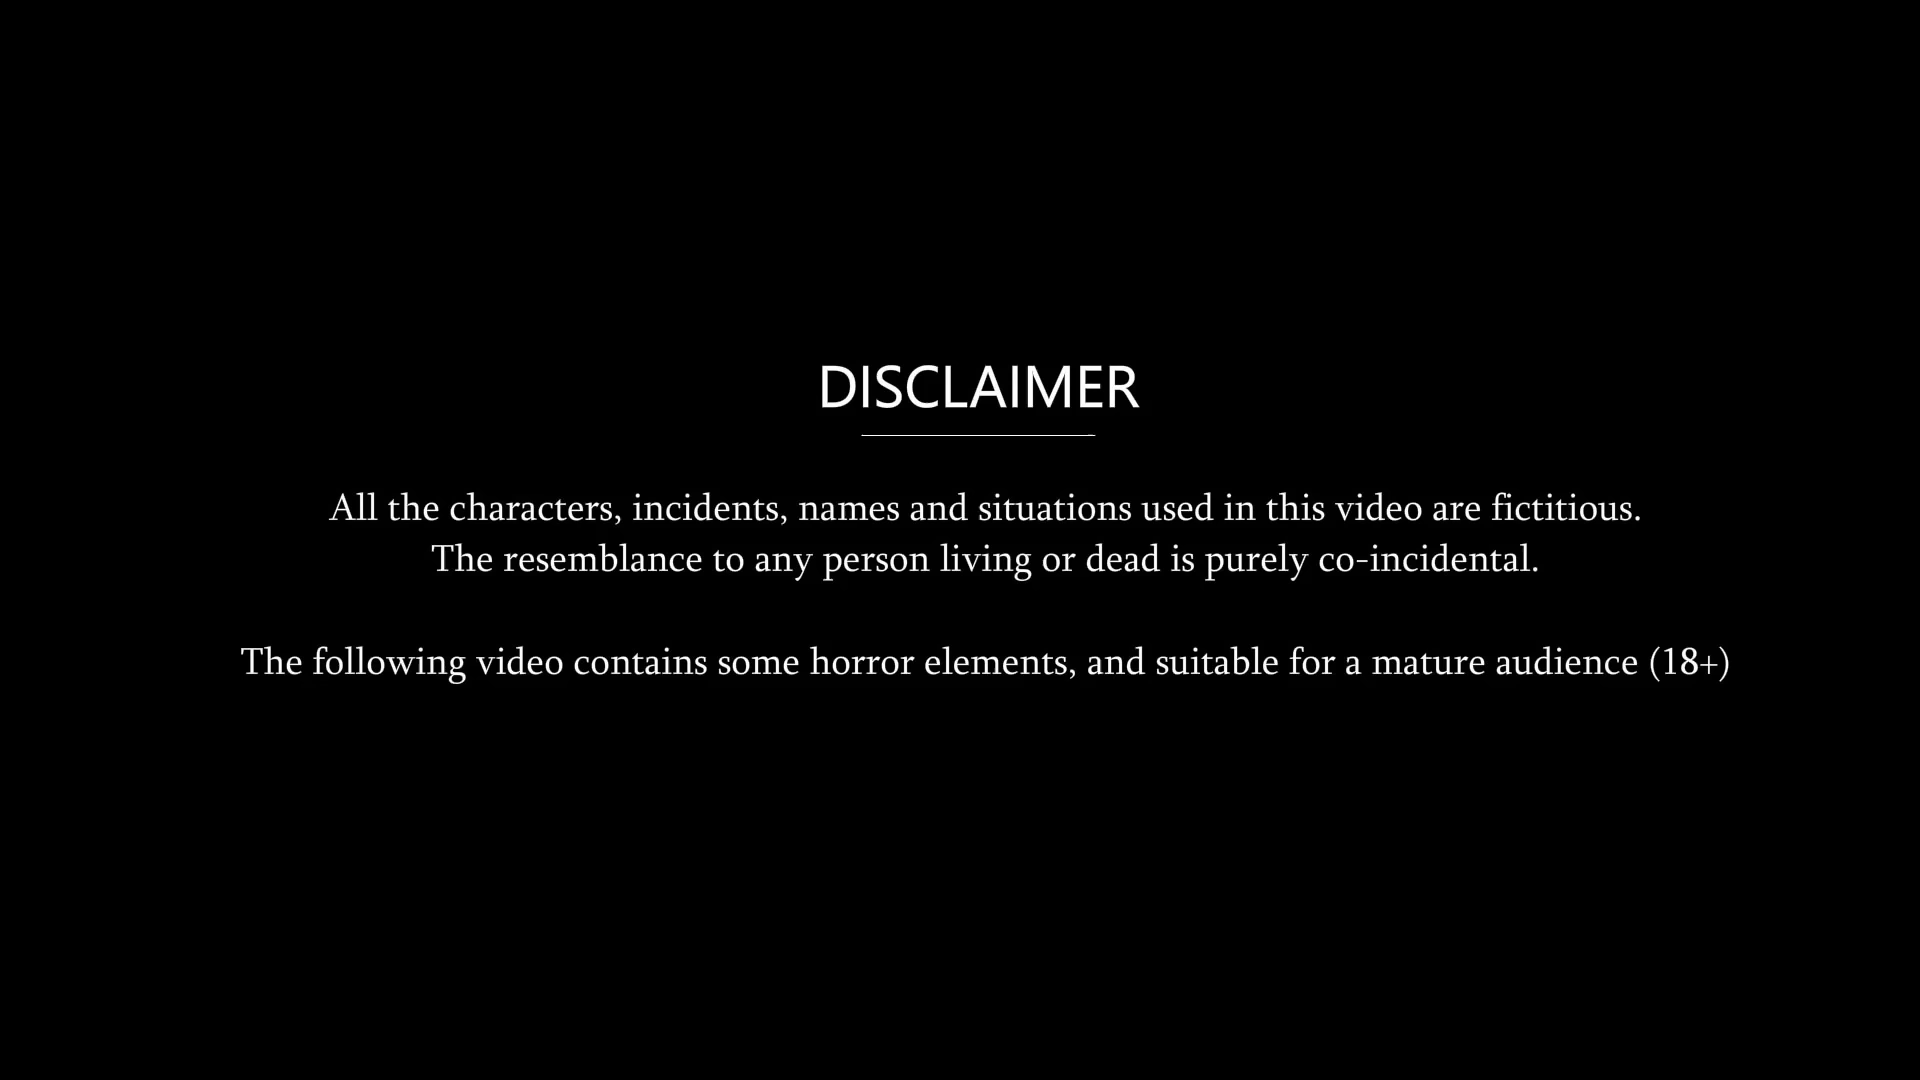 DISCLAIMER
All the characters, incidents, names and situations used in this video are fictitious.
The resemblance to any person living or dead is purely co-incidental.
The following video contains some horror elements, and suitable for a mature audience (18+)